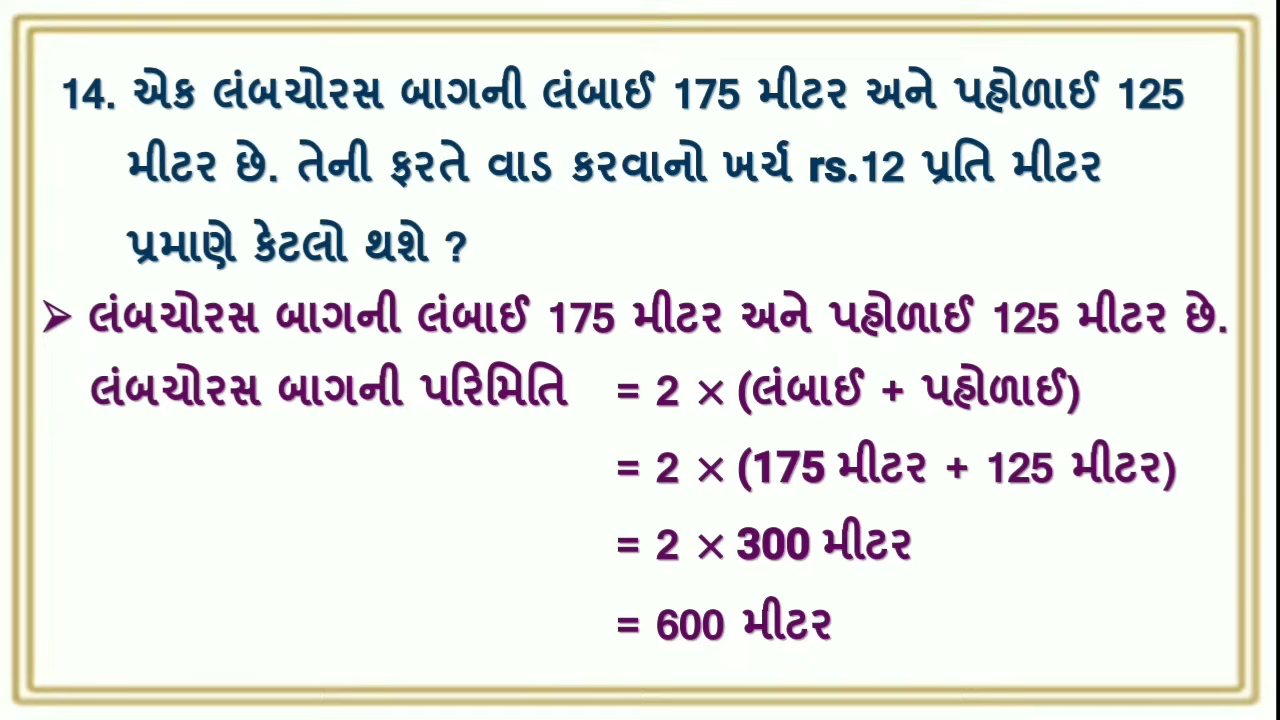 14. એક લંબચોરસ બાગની લંબાઈ 175 મીટર અને પહોળાઈ 125
મીટર છે. તેની ફરતે વાડ કરવાનો ખર્ચ rs.12 પ્રતિ મીટર
પ્રમાણે કેટલો થશે ?
➢ લંબચોરસ બાગની લંબાઈ 175 મીટર અને પહોળાઈ 125 મીટર છે.
લંબચોરસ બાગની પરિમિતિ = 2 × (લંબાઈ + પહોળાઈ)
= 2 × (175 મીટર + 125 મીટર)
= 2 × 300 મીટર
= 600 મીટર